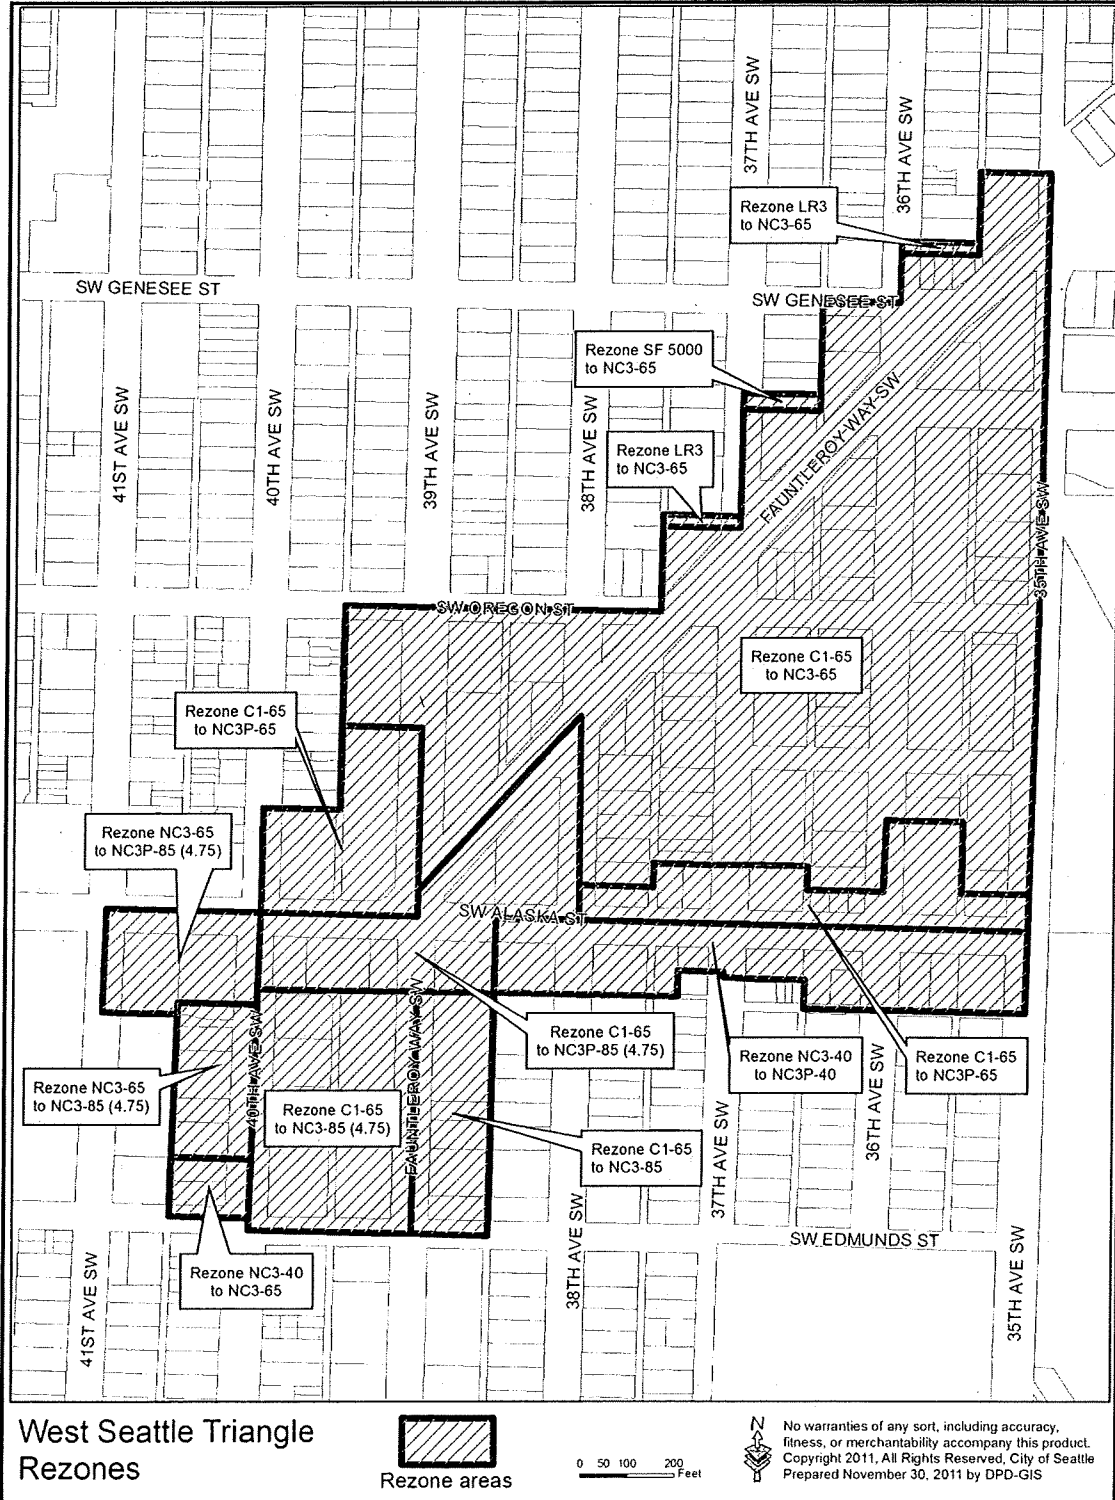 37TH AVE SW
36TH AVE SW
Rezone LR3
to NC3-65
SW GENESEE ST
SW GENESEE ST
Rezone SF 5000
to NC3-65
41ST AVE SW
40TH AVE SW
39TH AVE SW
38TH AVE SW
FAUNTLEROY WAY SW
Rezone LR3
to NC3-65
35TH AVE SW
SW OREGON ST
Rezone C1-65
to NC3-65
Rezone C1-65
to NC3P-65
Rezone NC3-65
to NC3P-85 (4.75)
SW ALASKA ST
Rezone C1-65
to NC3P-85 (4.75)
Rezone NC3-40
to NC3P-40
Rezone C1-65
to NC3P-65
Rezone NC3-65
to NC3-85 (4.75)
40TH AVE SW
Rezone C1-65
to NC3-85 (4.75)
FAUNTLEROY WAY SW
Rezone C1-65
to NC3-85
37TH AVE SW
36TH AVE SW
Rezone NC3-40
to NC3-65
41ST AVE SW
38TH AVE SW
SW EDMUNDS ST
35TH AVE SW
West Seattle Triangle
Rezones
Rezone areas
0 50 100 200
Feet
N
No warranties of any sort, including accuracy,
fitness, or merchantability accompany this product.
Copyright 2011, All Rights Reserved, City of Seattle
Prepared November 30, 2011 by DPD-GIS